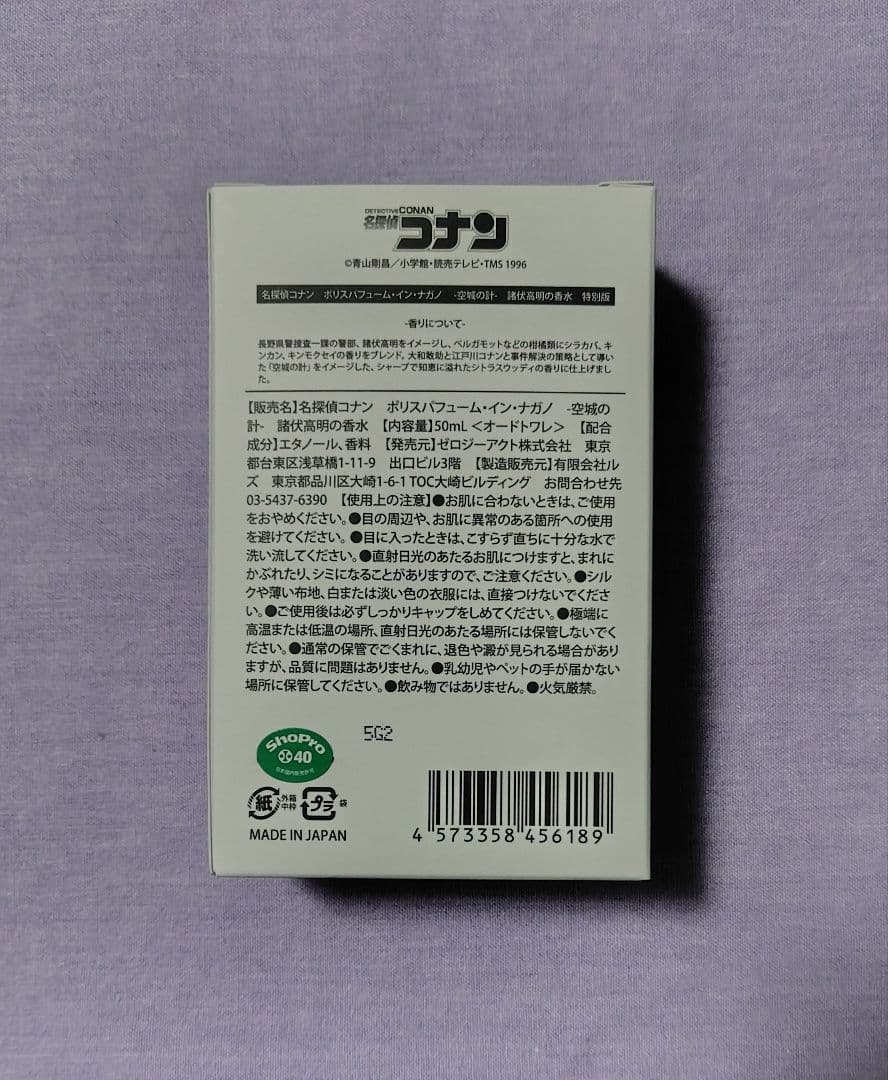 DETECTIVE CONAN
名探偵コナン
©青山剛昌／小学館・読売テレビ・TMS 1996
名探偵コナン　ポリスパフューム・イン・ナガノ　-空城の計-　諸伏高明の香水　特別版
-香りについて-
長野県警捜査一課の警部、諸伏高明をイメージし、ベルガモットなどの柑橘類にシラカバ、キ
ンカン、キンモクセイの香りをブレンド。大和敢助と江戸川コナンと事件解決の策略として導い
た「空城の計」をイメージした、シャープで知恵に溢れたシトラスウッディの香りに仕上げまし
た。
【販売名】名探偵コナン　ポリスパフューム・イン・ナガノ　-空城の
計-　諸伏高明の香水　【内容量】50mL ＜オードトワレ＞　【配合
成分】エタノール、香料　【発売元】ゼロジーアクト株式会社　東京
都台東区浅草橋1-11-9　出口ビル3階　【製造販売元】有限会社ル
ズ　東京都品川区大崎1-6-1 TOC大崎ビルディング　お問合わせ先
03-5437-6390　【使用上の注意】●お肌に合わないときは、ご使用
をおやめください。●目の周辺や、お肌に異常のある箇所への使用
を避けてください。●目に入ったときは、こすらず直ちに十分な水で
洗い流してください。●直射日光のあたるお肌につけますと、まれに
かぶれたり、シミになることがありますので、ご注意ください。●シル
クや薄い布地、白または淡い色の衣服には、直接つけないでくださ
い。●ご使用後は必ずしっかりキャップをしめてください。●極端に
高温または低温の場所、直射日光のあたる場所には保管しないでく
ださい。●通常の保管でごくまれに、退色や澱が見られる場合があり
ますが、品質に問題はありません。●乳幼児やペットの手が届かない
場所に保管してください。●飲み物ではありません。●火気厳禁。
5G2
ShoPro
40
日本国内販売許可
紙 外箱 中枠 プラ 袋
MADE IN JAPAN
4 573358 456189